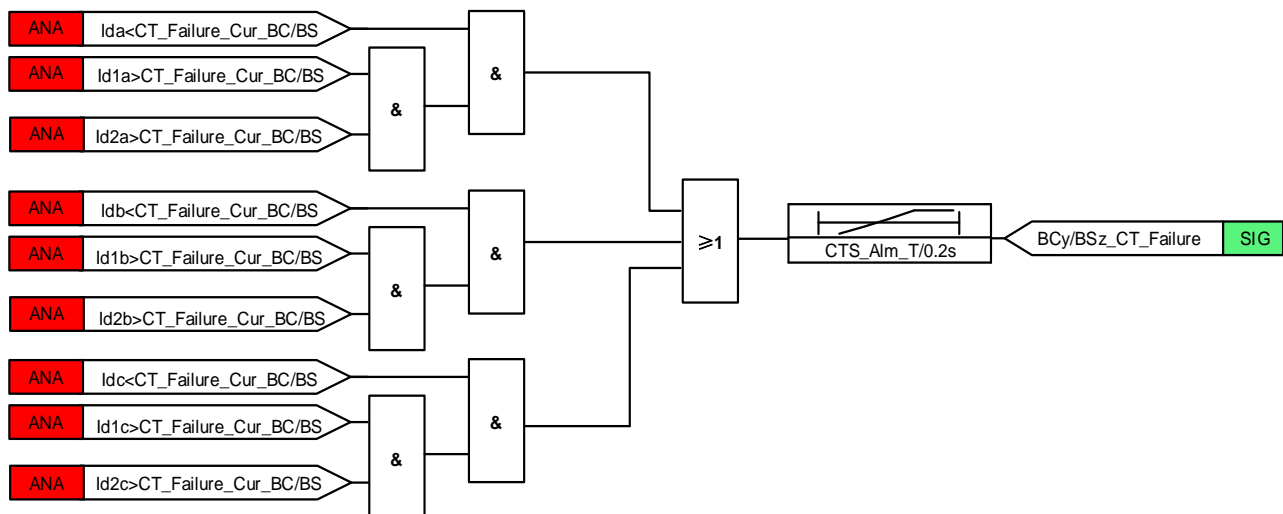 ANA Ida<CT_Failure_Cur_BC/BS
ANA Id1a>CT_Failure_Cur_BC/BS
&
&
ANA Id2a>CT_Failure_Cur_BC/BS
ANA Idb<CT_Failure_Cur_BC/BS
ANA Id1b>CT_Failure_Cur_BC/BS
&
&
ANA Id2b>CT_Failure_Cur_BC/BS
≥1
CTS_Alm_T/0.2s
BCy/BSz_CT_Failure SIG
ANA Idc<CT_Failure_Cur_BC/BS
ANA Id1c>CT_Failure_Cur_BC/BS
&
&
ANA Id2c>CT_Failure_Cur_BC/BS